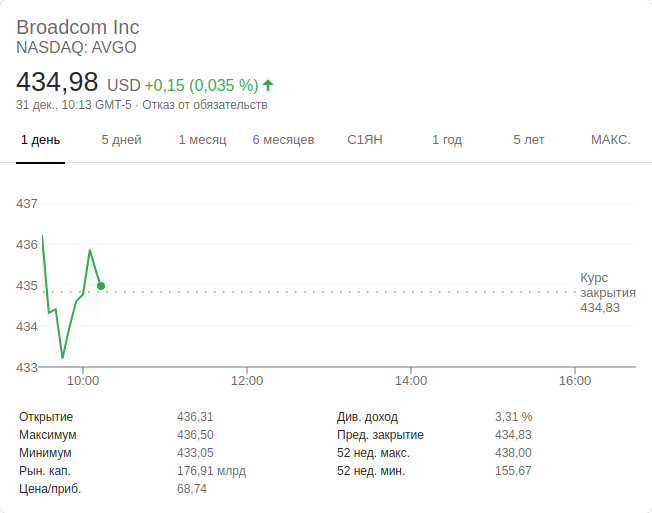 Broadcom Inc
NASDAQ: AVGO
434,98 USD +0,15 (0,035 %)
31 дек., 10:13 GMT-5 · Отказ от обязательств
1 день 5 дней 1 месяц 6 месяцев С1ЯН 1 год 5 лет МАКС.
437
436
435
434
433
Курс
закрытия
434,83
10:00 12:00 14:00 16:00
Открытие 436,31 Див. доход 3,31 %
Максимум 436,50 Пред. закрытие 434,83
Минимум 433,05 52 нед. макс. 438,00
Рын. кап. 176,91 млрд 52 нед. мин. 155,67
Цена/приб. 68,74